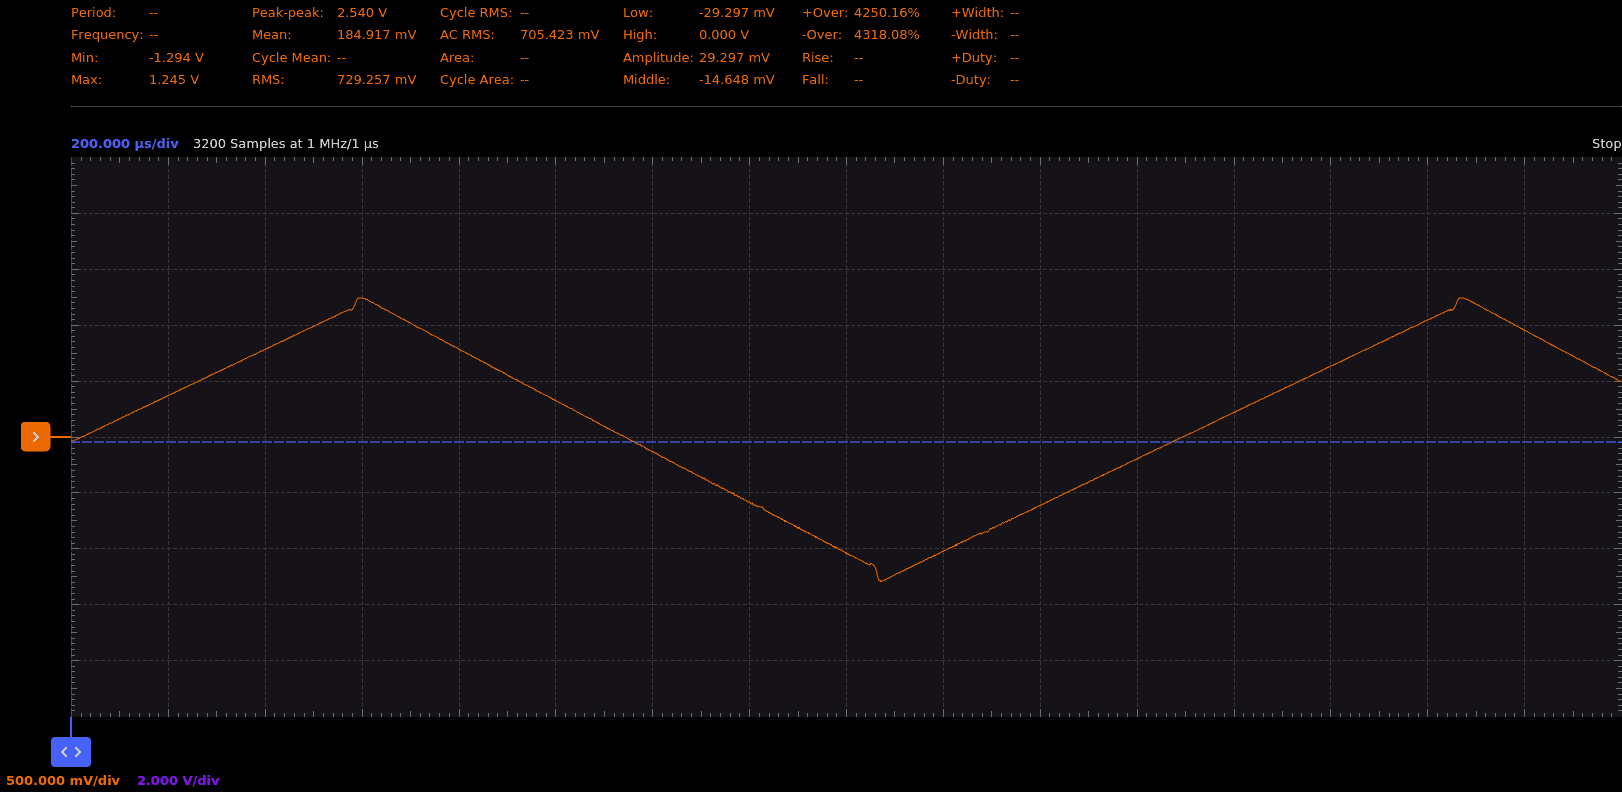 Period: -- Peak-peak: 2.540 V Cycle RMS: -- Low: -29.297 mV +Over: 4250.16% +Width: --
Frequency: -- Mean: 184.917 mV AC RMS: 705.423 mV High: 0.000 V -Over: 4318.08% -Width: --
Min: -1.294 V Cycle Mean: -- Area: -- Amplitude: 29.297 mV Rise: -- +Duty: --
Max: 1.245 V RMS: 729.257 mV Cycle Area: -- Middle: -14.648 mV Fall: -- -Duty: --
200.000 µs/div 3200 Samples at 1 MHz/1 µs Stop
500.000 mV/div 2.000 V/div